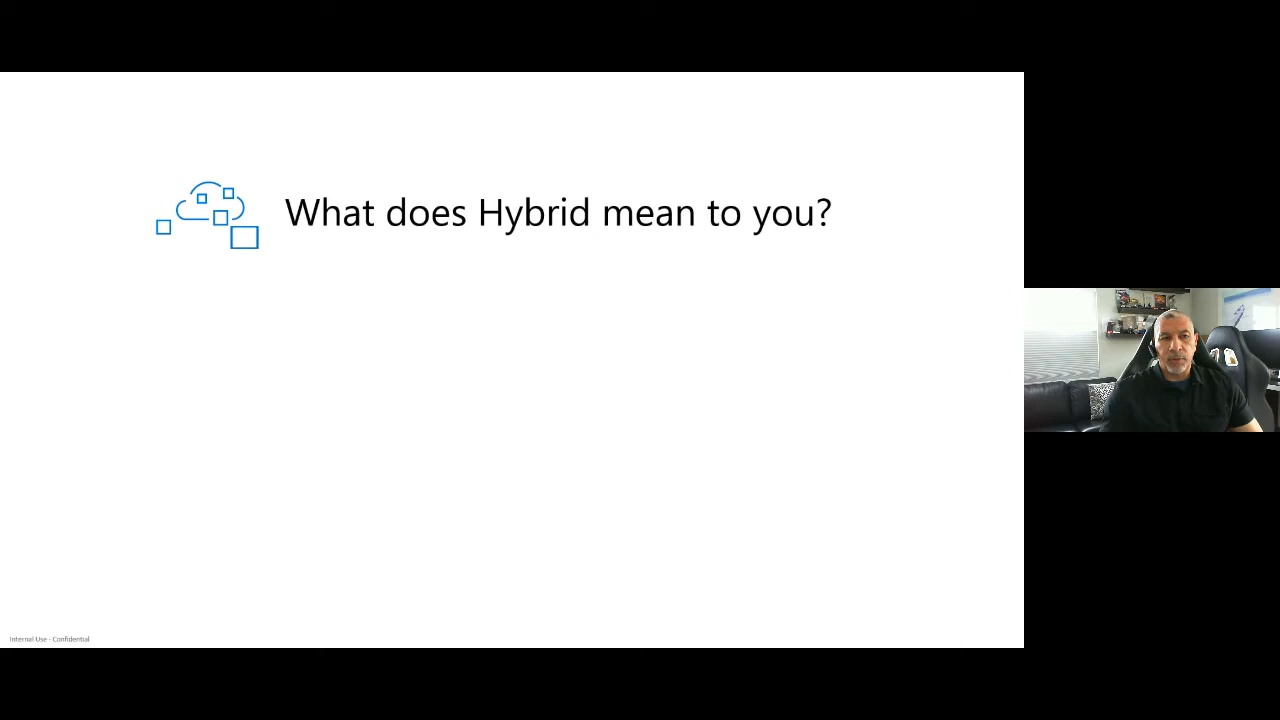 What does Hybrid mean to you?
Internal Use - Confidential